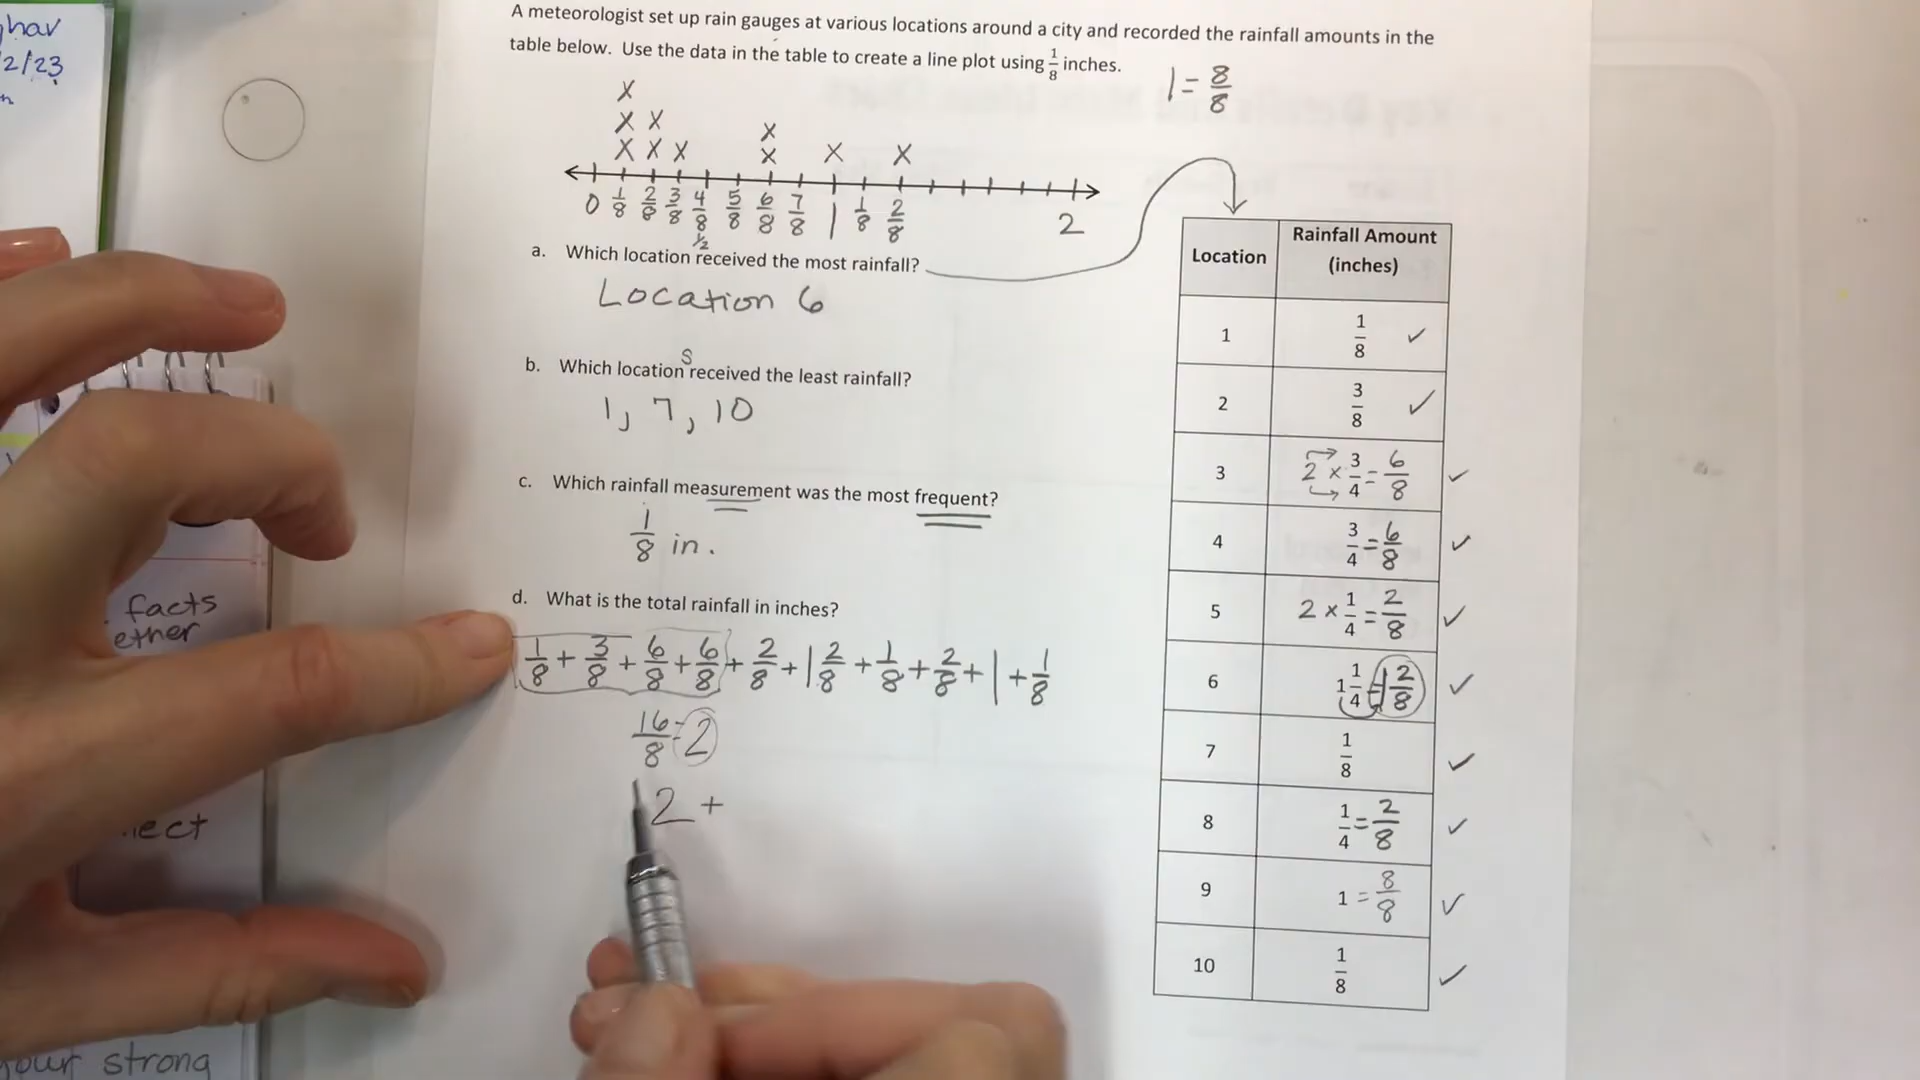 ghav
2/23
A meteorologist set up rain gauges at various locations around a city and recorded the rainfall amounts in the
table below. Use the data in the table to create a line plot using 1/8 inches.
1 = 8/8
X
X X X
X X X X X X
0 1/8 2/8 3/8 4/8 5/8 6/8 7/8 1 1/8 2/8 2
1/2
a. Which location received the most rainfall?
Location 6
b. Which locations received the least rainfall?
1, 7, 10
c. Which rainfall measurement was the most frequent?
1/8 in.
d. What is the total rainfall in inches?
1/8 + 3/8 + 6/8 + 6/8 + 2/8 + 1 2/8 + 1/8 + 2/8 + 1 + 1/8
16/8 = 2
2 +
Location Rainfall Amount (inches)
1 1/8 ✓
2 3/8 ✓
3 2 × 3/4 = 6/8 ✓
4 3/4 = 6/8 ✓
5 2 × 1/4 = 2/8 ✓
6 1 1/4 = 1 2/8 ✓
7 1/8 ✓
8 1/4 = 2/8 ✓
9 1 = 8/8 ✓
10 1/8 ✓
facts
ether
ect
your strong